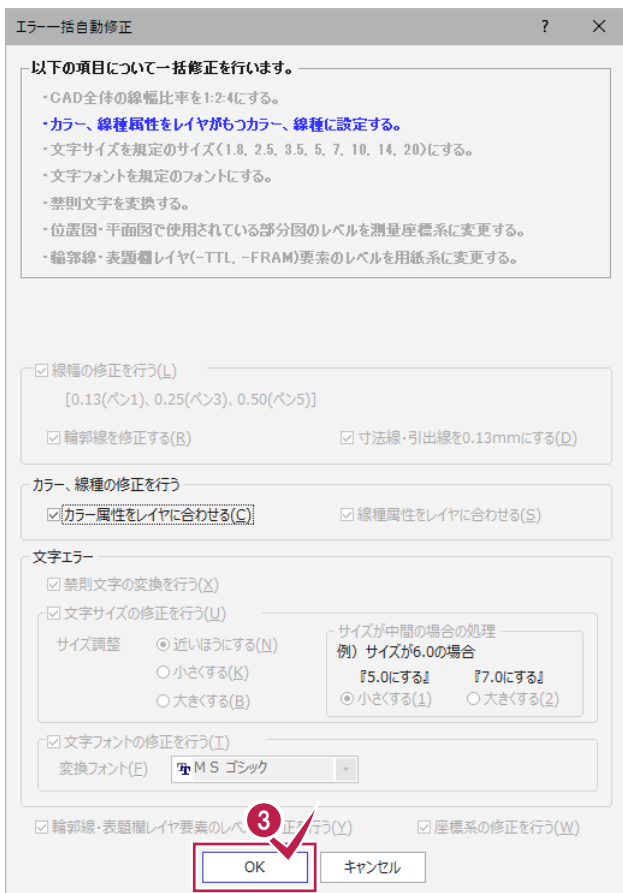 エラー一括自動修正 ? ×
以下の項目について一括修正を行います。
・CAD全体の線幅比率を1:2:4にする。
・カラー、線種属性をレイヤがもつカラー、線種に設定する。
・文字サイズを規定のサイズ(1.8, 2.5, 3.5, 5, 7, 10, 14, 20)にする。
・文字フォントを規定のフォントにする。
・禁則文字を変換する。
・位置図・平面図で使用されている部分図のレベルを測量座標系に変更する。
・輪郭線・表題欄レイヤ(-TTL, -FRAM)要素のレベルを用紙系に変更する。
線幅の修正を行う(L)
[0.13(ペン1)、0.25(ペン3)、0.50(ペン5)]
輪郭線を修正する(R) 寸法線・引出線を0.13mmにする(D)
カラー、線種の修正を行う
カラー属性をレイヤに合わせる(C) 線種属性をレイヤに合わせる(S)
文字エラー
禁則文字の変換を行う(X)
文字サイズの修正を行う(U)
サイズ調整 近いほうにする(N)
小さくする(K)
大きくする(B)
サイズが中間の場合の処理
例）サイズが6.0の場合
『5.0にする』 『7.0にする』
小さくする(1) 大きくする(2)
文字フォントの修正を行う(T)
変換フォント(F) ＭＳ ゴシック
輪郭線・表題欄レイヤ要素のレベ 正を行う(Y) 座標系の修正を行う(W)
3
OK キャンセル